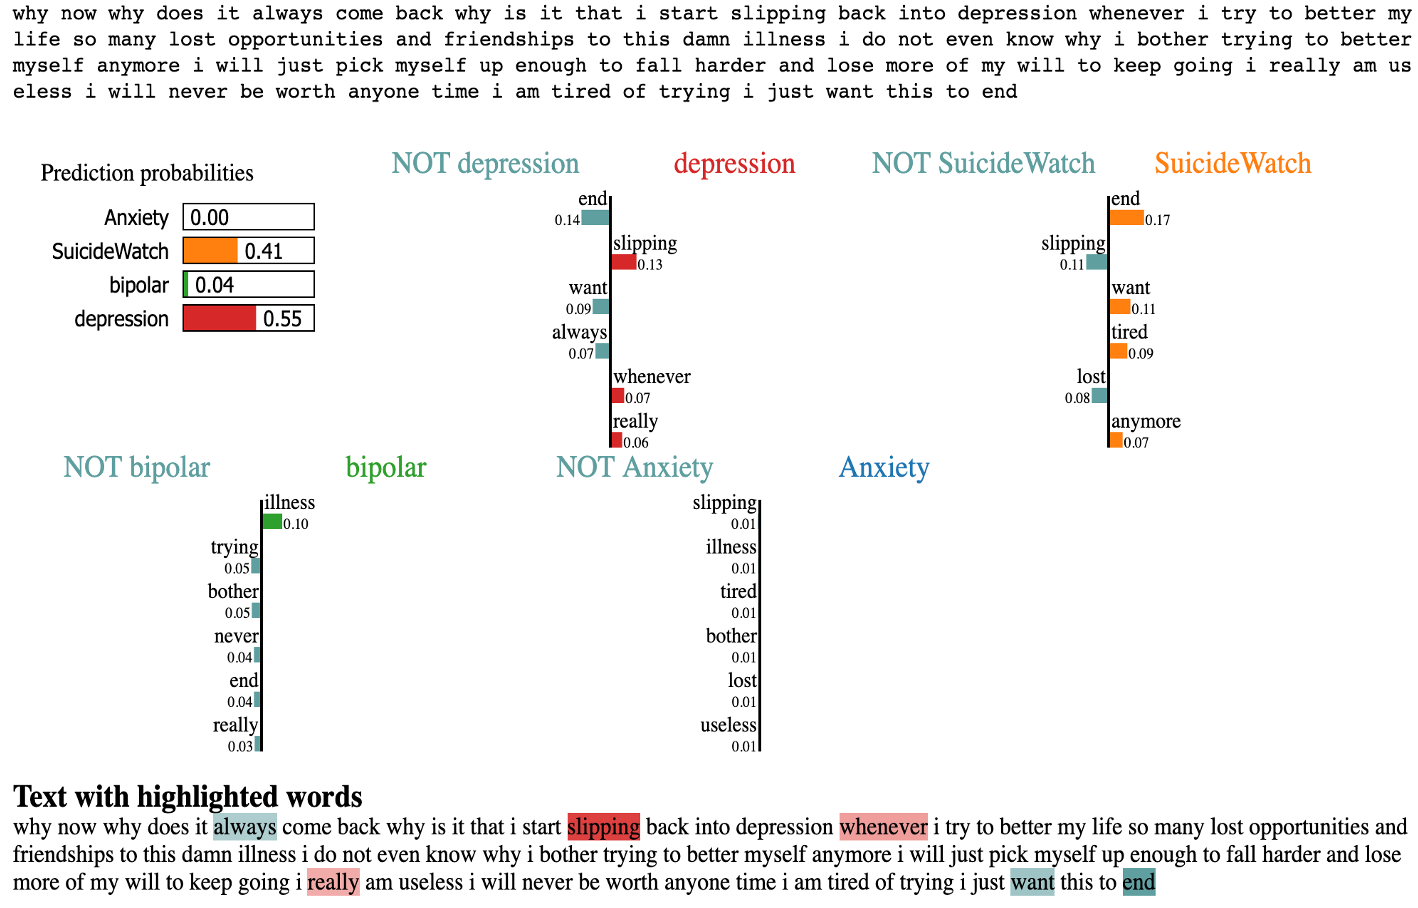 why now why does it always come back why is it that i start slipping back into depression whenever i try to better my
life so many lost opportunities and friendships to this damn illness i do not even know why i bother trying to better
myself anymore i will just pick myself up enough to fall harder and lose more of my will to keep going i really am us
eless i will never be worth anyone time i am tired of trying i just want this to end
Prediction probabilities
Anxiety 0.00
SuicideWatch 0.41
bipolar 0.04
depression 0.55
NOT depression depression
end
0.14
slipping
0.13
want
0.09
always
0.07
whenever
0.07
really
0.06
NOT SuicideWatch SuicideWatch
end
0.17
slipping
0.11
want
0.11
tired
0.09
lost
0.08
anymore
0.07
NOT bipolar bipolar
illness
0.10
trying
0.05
bother
0.05
never
0.04
end
0.04
really
0.03
NOT Anxiety Anxiety
slipping
0.01
illness
0.01
tired
0.01
bother
0.01
lost
0.01
useless
0.01
Text with highlighted words
why now why does it always come back why is it that i start slipping back into depression whenever i try to better my life so many lost opportunities and
friendships to this damn illness i do not even know why i bother trying to better myself anymore i will just pick myself up enough to fall harder and lose
more of my will to keep going i really am useless i will never be worth anyone time i am tired of trying i just want this to end